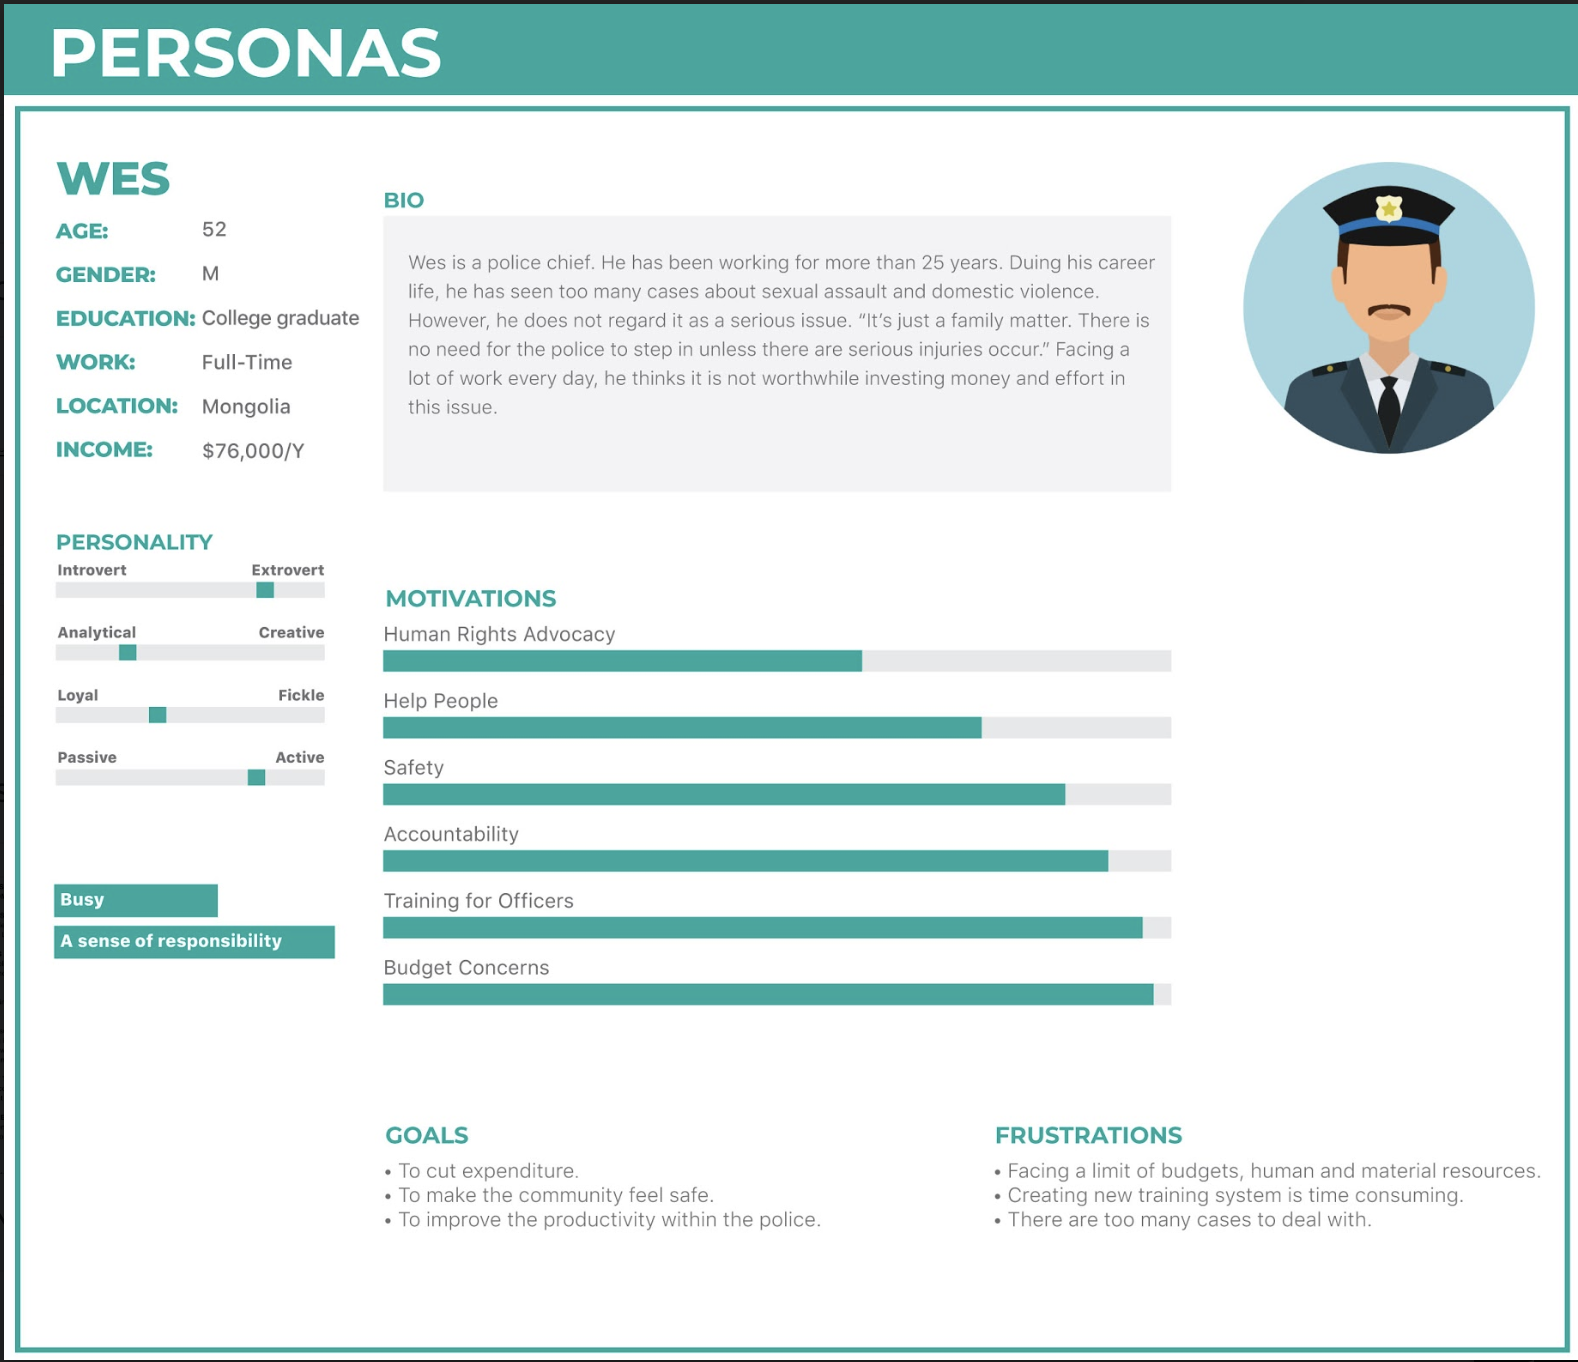 PERSONAS
WES
AGE: 52
GENDER: M
EDUCATION: College graduate
WORK: Full-Time
LOCATION: Mongolia
INCOME: $76,000/Y
BIO
Wes is a police chief. He has been working for more than 25 years. Duing his career
life, he has seen too many cases about sexual assault and domestic violence.
However, he does not regard it as a serious issue. “It’s just a family matter. There is
no need for the police to step in unless there are serious injuries occur.” Facing a
lot of work every day, he thinks it is not worthwhile investing money and effort in
this issue.
PERSONALITY
Introvert Extrovert
Analytical Creative
Loyal Fickle
Passive Active
Busy
A sense of responsibility
MOTIVATIONS
Human Rights Advocacy
Help People
Safety
Accountability
Training for Officers
Budget Concerns
GOALS
• To cut expenditure.
• To make the community feel safe.
• To improve the productivity within the police.
FRUSTRATIONS
• Facing a limit of budgets, human and material resources.
• Creating new training system is time consuming.
• There are too many cases to deal with.